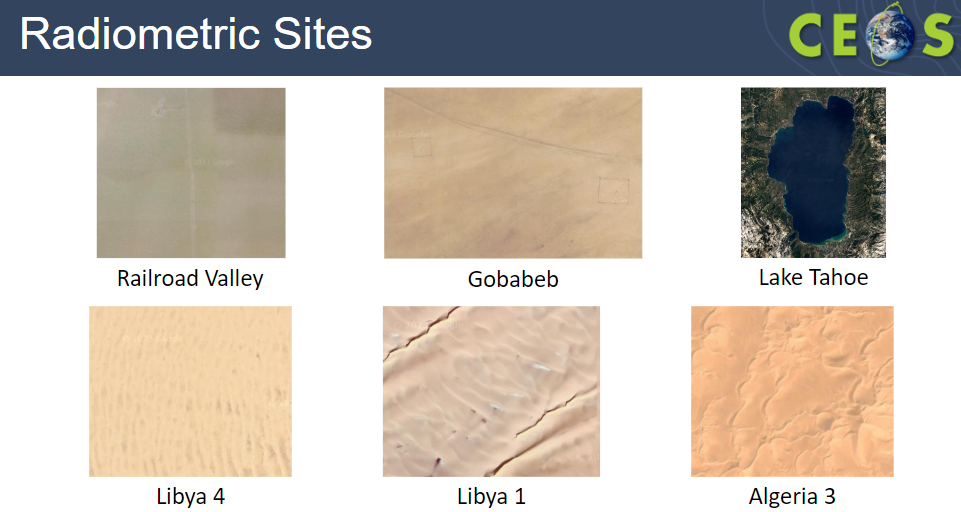 Radiometric Sites
CEOS
Railroad Valley
Gobabeb
Lake Tahoe
Libya 4
Libya 1
Algeria 3